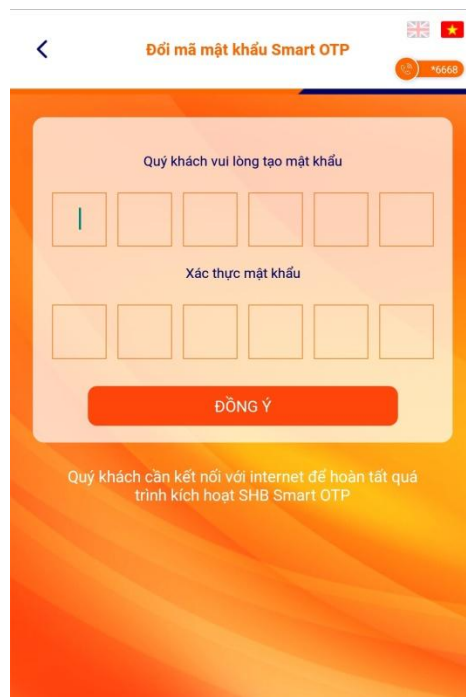 Đổi mã mật khẩu Smart OTP
*6668
Quý khách vui lòng tạo mật khẩu
Xác thực mật khẩu
ĐỒNG Ý
Quý khách cần kết nối với internet để hoàn tất quá
trình kích hoạt SHB Smart OTP